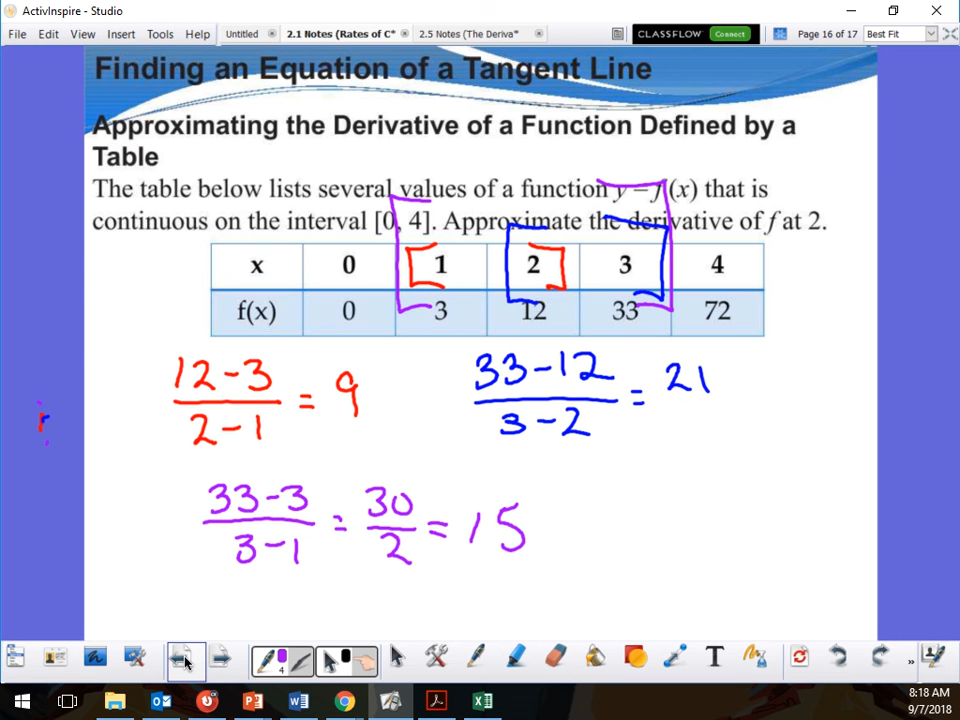 ActivInspire - Studio
File Edit View Insert Tools Help Untitled 2.1 Notes (Rates of C* 2.5 Notes (The Deriva* CLASSFLOW Connect Page 16 of 17 Best Fit
Finding an Equation of a Tangent Line
Approximating the Derivative of a Function Defined by a
Table
The table below lists several values of a function y = f(x) that is
continuous on the interval [0, 4]. Approximate the derivative of f at 2.
x 0 1 2 3 4
f(x) 0 3 12 33 72
12-3 / 2-1 = 9
33-12 / 3-2 = 21
33-3 / 3-1 = 30 / 2 = 15
4
8:18 AM
9/7/2018